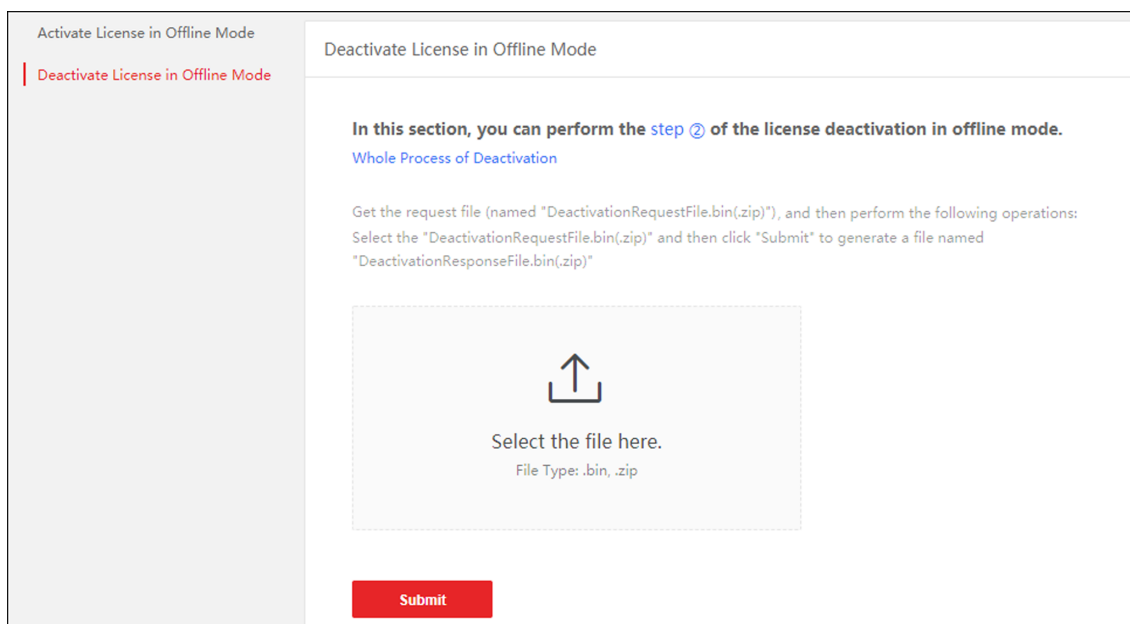 Activate License in Offline Mode
Deactivate License in Offline Mode
Deactivate License in Offline Mode
In this section, you can perform the step ② of the license deactivation in offline mode.
Whole Process of Deactivation
Get the request file (named "DeactivationRequestFile.bin(.zip)"), and then perform the following operations:
Select the "DeactivationRequestFile.bin(.zip)" and then click "Submit" to generate a file named
"DeactivationResponseFile.bin(.zip)"
Select the file here.
File Type: .bin, .zip
Submit